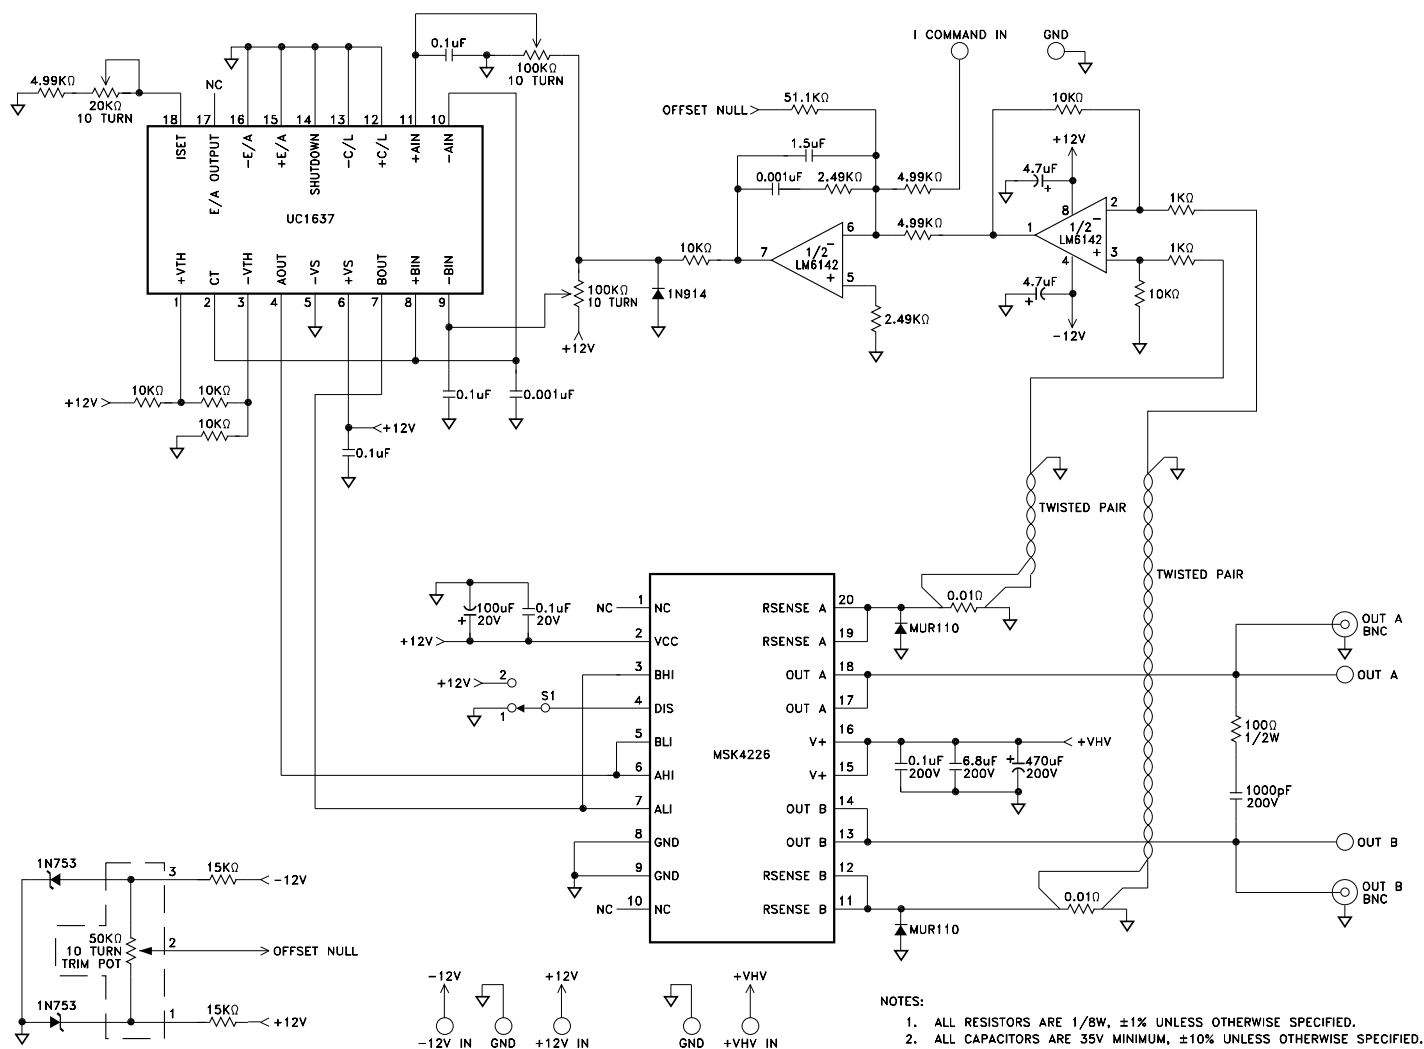 I COMMAND IN
GND
0.1uF
100KΩ
10 TURN
4.99KΩ
20KΩ
10 TURN
NC
18 17 16 15 14 13 12 11 10
ISET
E/A OUTPUT
-E/A
+E/A
SHUTDOWN
-C/L
+C/L
+AIN
-AIN
UC1637
+VTH
CT
-VTH
AOUT
-VS
+VS
BOUT
+BIN
-BIN
1 2 3 4 5 6 7 8 9
OFFSET NULL
51.1KΩ
1.5uF
0.001uF
2.49KΩ
4.99KΩ
4.99KΩ
10KΩ
+12V
4.7uF
+
8
1
1/2
LM6142
-
+
2
3
4
1KΩ
1KΩ
10KΩ
4.7uF
+
-12V
10KΩ
7
1/2
LM6142
-
+
6
5
2.49KΩ
1N914
100KΩ
10 TURN
+12V
+12V
10KΩ
10KΩ
10KΩ
0.1uF
0.001uF
+12V
0.1uF
TWISTED PAIR
TWISTED PAIR
100uF
20V
+
0.1uF
20V
+12V
+12V
2
S1
1
NC
1 NC
2 VCC
3 BHI
4 DIS
5 BLI
6 AHI
7 ALI
8 GND
9 GND
NC
10 NC
MSK4226
RSENSE A 20
RSENSE A 19
OUT A 18
OUT A 17
V+ 16
V+ 15
OUT B 14
OUT B 13
RSENSE B 12
RSENSE B 11
0.01Ω
MUR110
+VHV
0.1uF
200V
6.8uF
200V
+
470uF
200V
0.01Ω
MUR110
100Ω
1/2W
1000pF
200V
OUT A
BNC
OUT A
OUT B
OUT B
BNC
1N753
3
15KΩ
-12V
50KΩ
10 TURN
TRIM POT
2
OFFSET NULL
1N753
1
15KΩ
+12V
-12V
-12V IN
GND
+12V
+12V IN
GND
+VHV
+VHV IN
NOTES:
1. ALL RESISTORS ARE 1/8W, ±1% UNLESS OTHERWISE SPECIFIED.
2. ALL CAPACITORS ARE 35V MINIMUM, ±10% UNLESS OTHERWISE SPECIFIED.